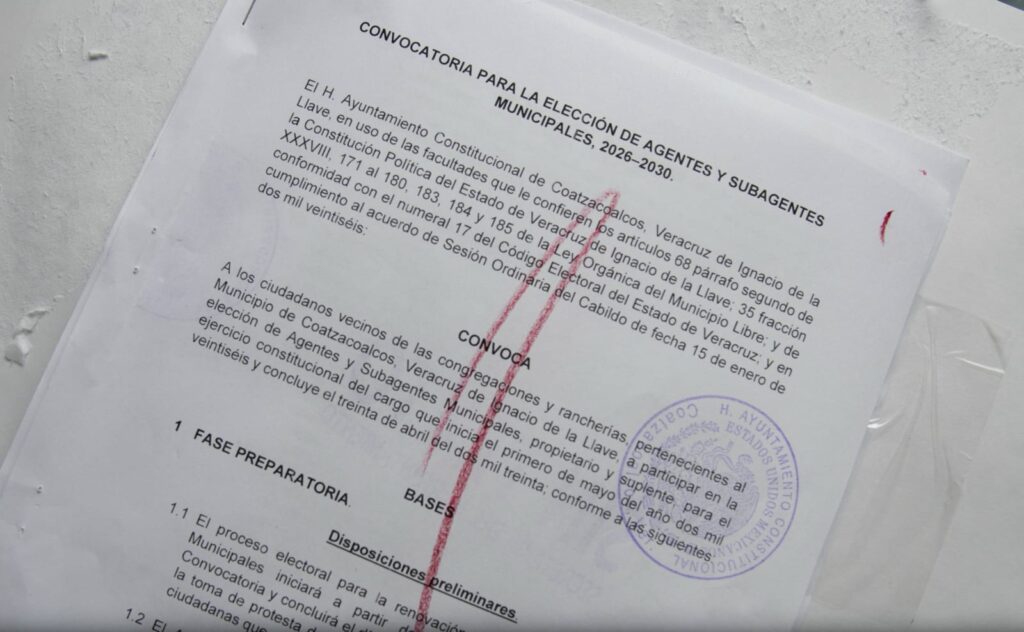 CONVOCATORIA PARA LA ELECCIÓN DE AGENTES Y SUBAGENTES
MUNICIPALES, 2026–2030.
El H. Ayuntamiento Constitucional de Coatzacoalcos, Veracruz de Ignacio de la
Llave, en uso de las facultades que le confieren los artículos 68 párrafo segundo de
la Constitución Política del Estado de Veracruz de Ignacio de la Llave; 35 fracción
XXXVIII, 171 al 180, 183, 184 y 185 de la Ley Orgánica del Municipio Libre; y de
conformidad con el numeral 17 del Código Electoral del Estado de Veracruz; y en
cumplimiento al acuerdo de Sesión Ordinaria del Cabildo de fecha 15 de enero de
dos mil veintiséis:
CONVOCA
A los ciudadanos vecinos de las congregaciones y rancherías, pertenecientes al
Municipio de Coatzacoalcos, Veracruz de Ignacio de la Llave, a participar en la
elección de Agentes y Subagentes Municipales, propietario y suplente, para el
ejercicio constitucional del cargo que inicia el primero de mayo del año dos mil
veintiséis y concluye el treinta de abril del dos mil treinta, conforme a las siguientes:
BASES
1 FASE PREPARATORIA
Disposiciones preliminares
1.1 El proceso electoral para la renovación
Municipales iniciará a partir de
Convocatoria y concluirá el
la toma de protesta
ciudadanas que
1.2 El
H. AYUNTAMIENTO CONSTITUCIONAL
ESTADOS UNIDOS MEXICANOS